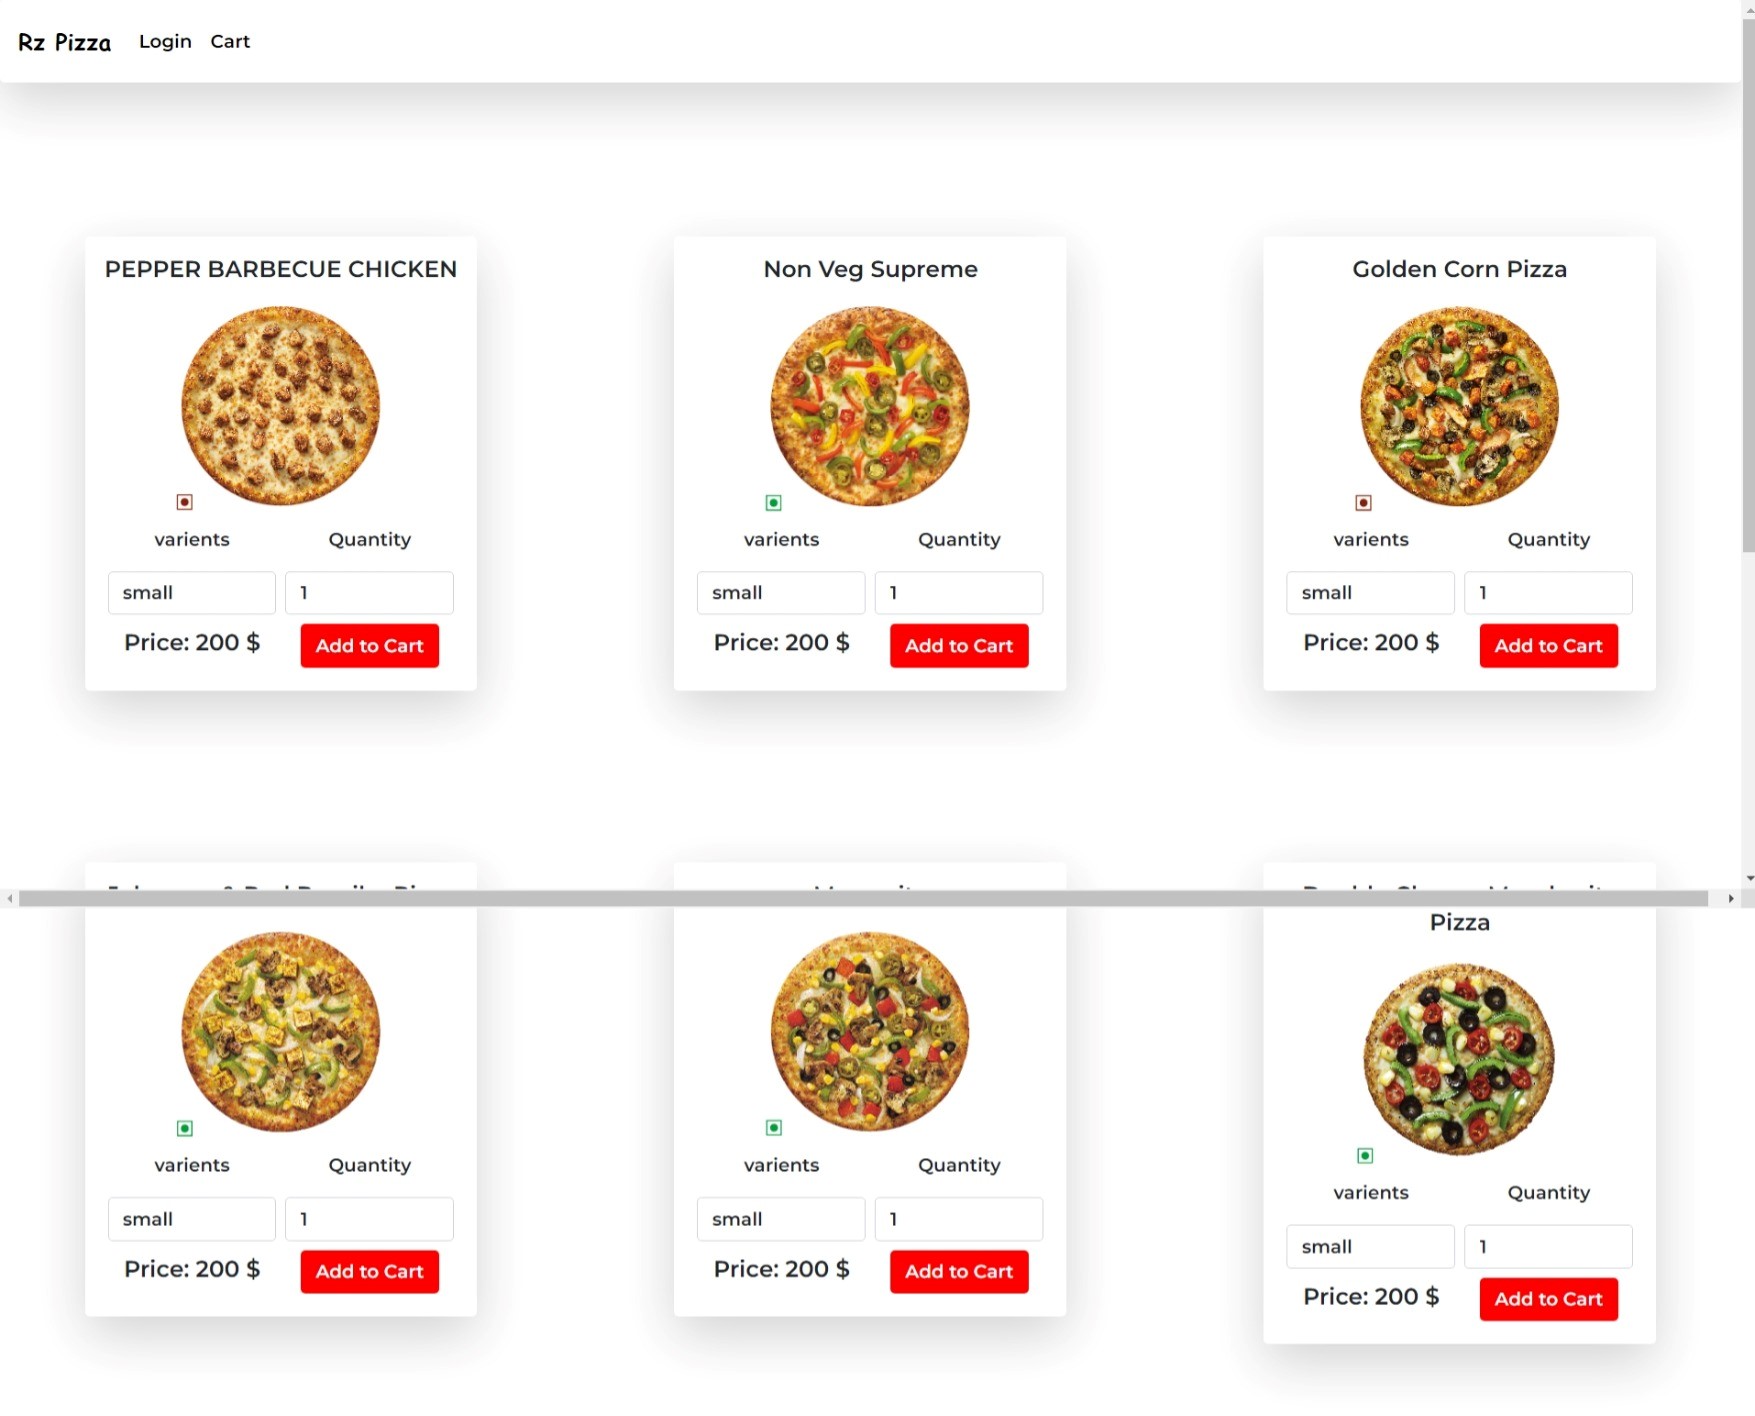 Rz Pizza Login Cart
PEPPER BARBECUE CHICKEN
varients Quantity
small 1
Price: 200 $ Add to Cart
Non Veg Supreme
varients Quantity
small 1
Price: 200 $ Add to Cart
Golden Corn Pizza
varients Quantity
small 1
Price: 200 $ Add to Cart
varients Quantity
small 1
Price: 200 $ Add to Cart
varients Quantity
small 1
Price: 200 $ Add to Cart
Pizza
varients Quantity
small 1
Price: 200 $ Add to Cart